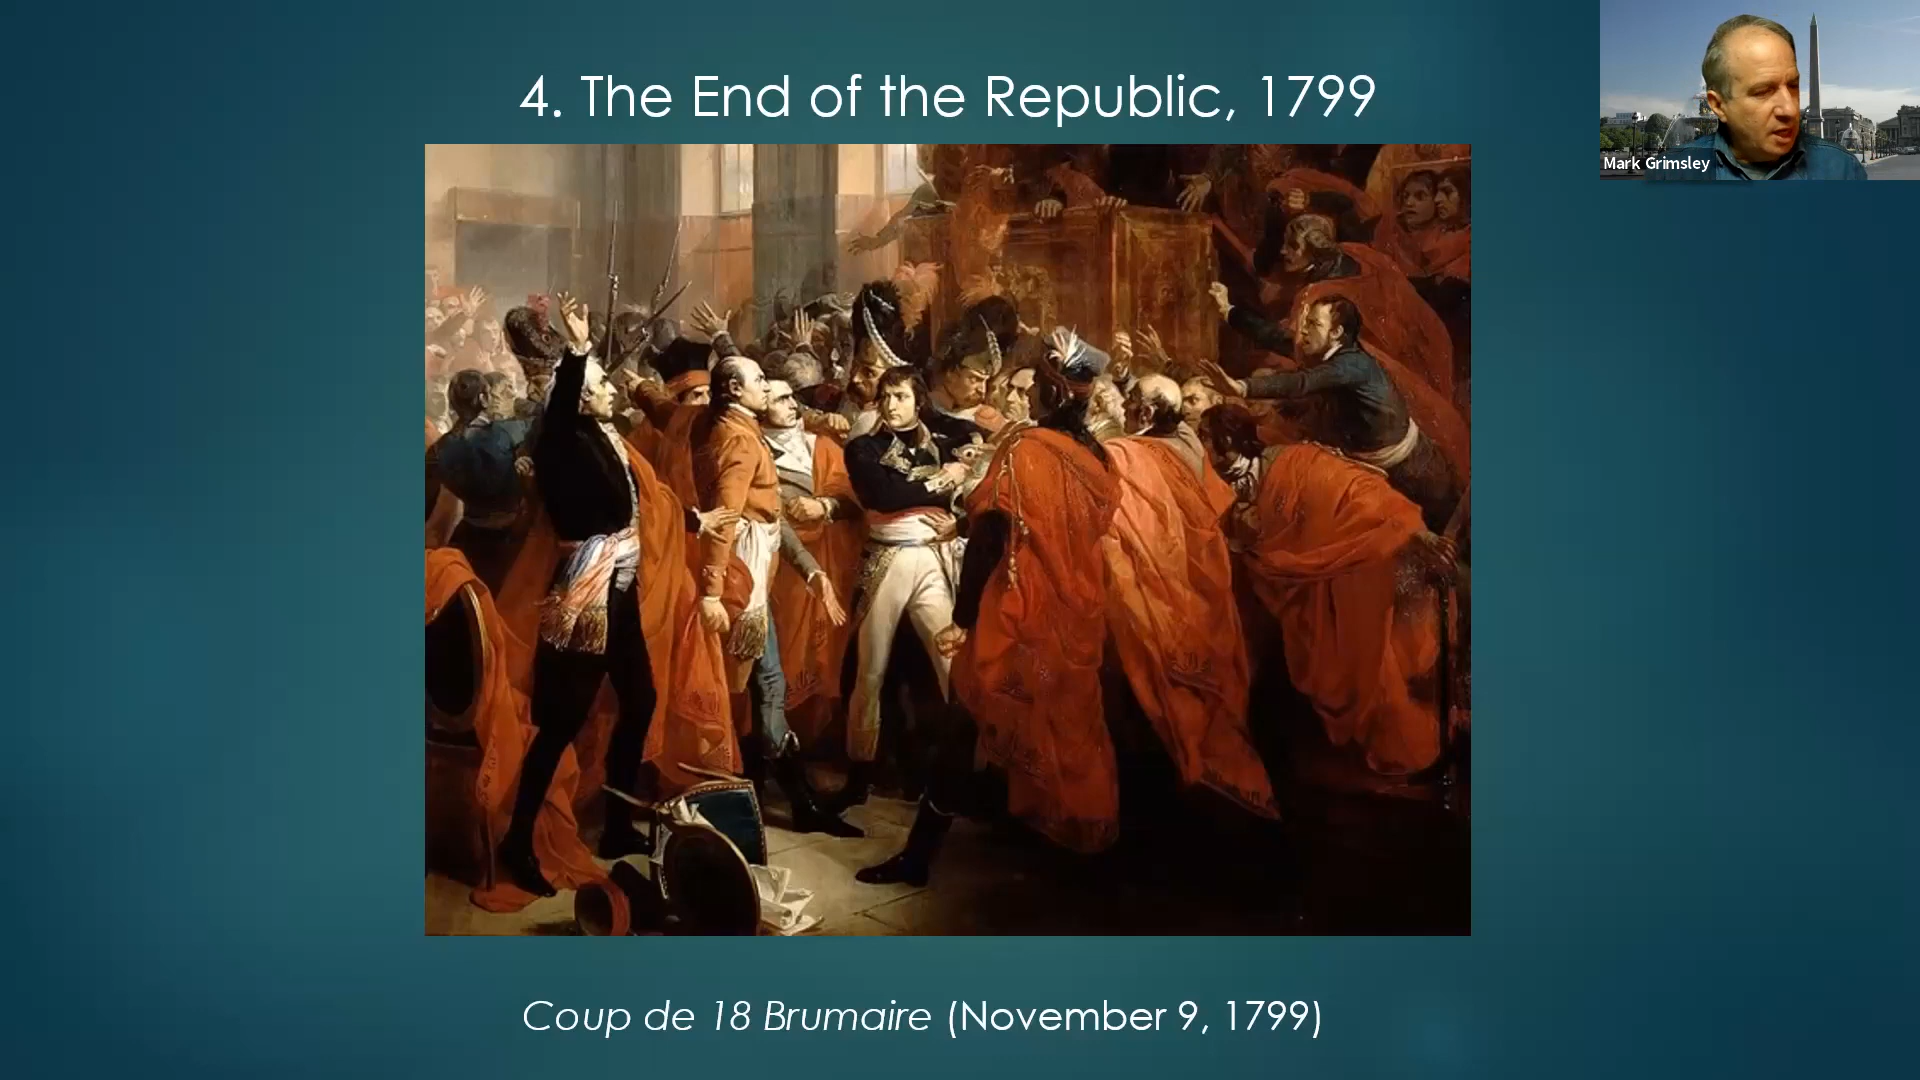 4. The End of the Republic, 1799
Mark Grimsley
Coup de 18 Brumaire (November 9, 1799)